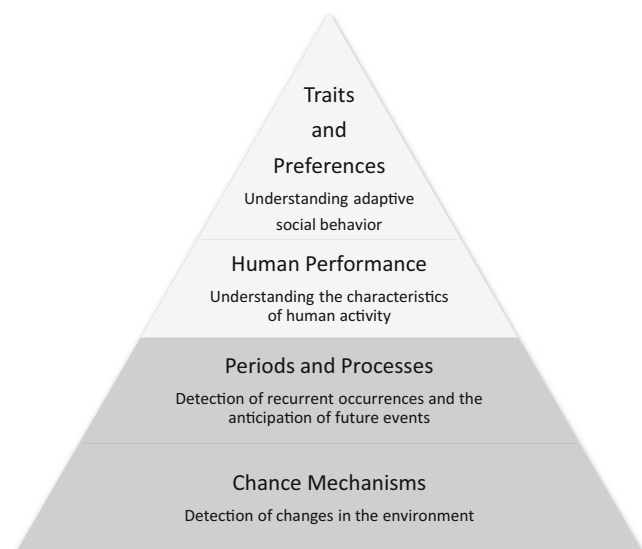 Traits
and
Preferences
Understanding adaptive
social behavior
Human Performance
Understanding the characteristics
of human activity
Periods and Processes
Detection of recurrent occurrences and the
anticipation of future events
Chance Mechanisms
Detection of changes in the environment